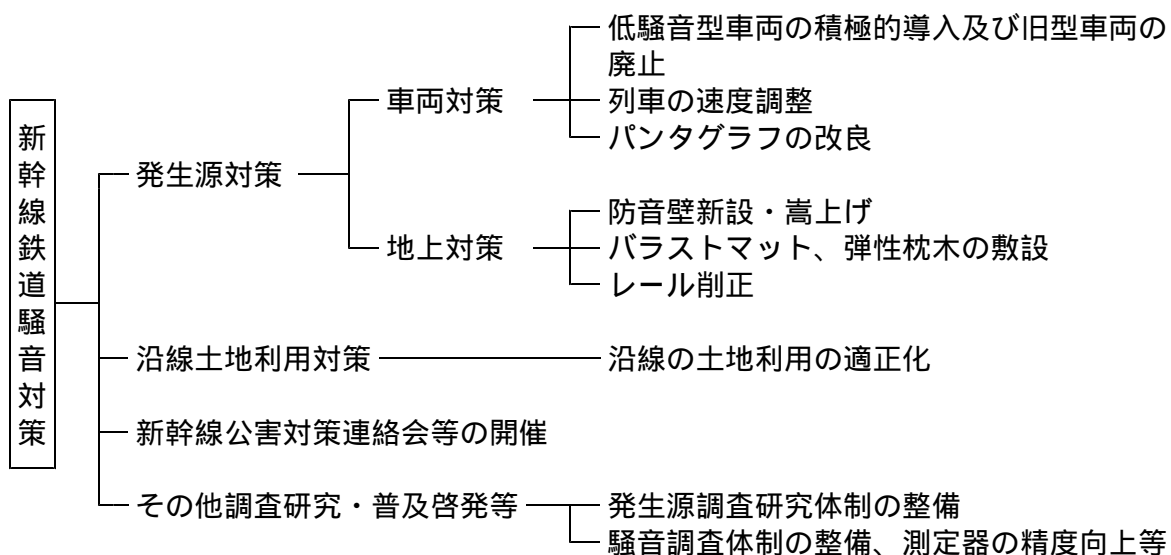 新幹線鉄道騒音対策
発生源対策
車両対策
低騒音型車両の積極的導入及び旧型車両の
廃止
列車の速度調整
パンタグラフの改良
地上対策
防音壁新設・嵩上げ
バラストマット、弾性枕木の敷設
レール削正
沿線土地利用対策
沿線の土地利用の適正化
新幹線公害対策連絡会等の開催
その他調査研究・普及啓発等
発生源調査研究体制の整備
騒音調査体制の整備、測定器の精度向上等